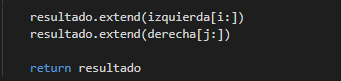 resultado.extend(izquierda[i:])
resultado.extend(derecha[j:])
return resultado